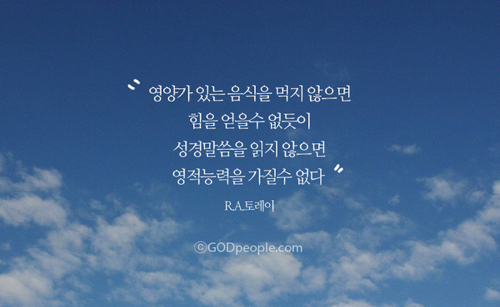 〃 영양가 있는 음식을 먹지 않으면
힘을 얻을수 없듯이
성경말씀을 읽지 않으면
영적능력을 가질수 없다 〃
R.A.토레이
ⓒGODpeople.com